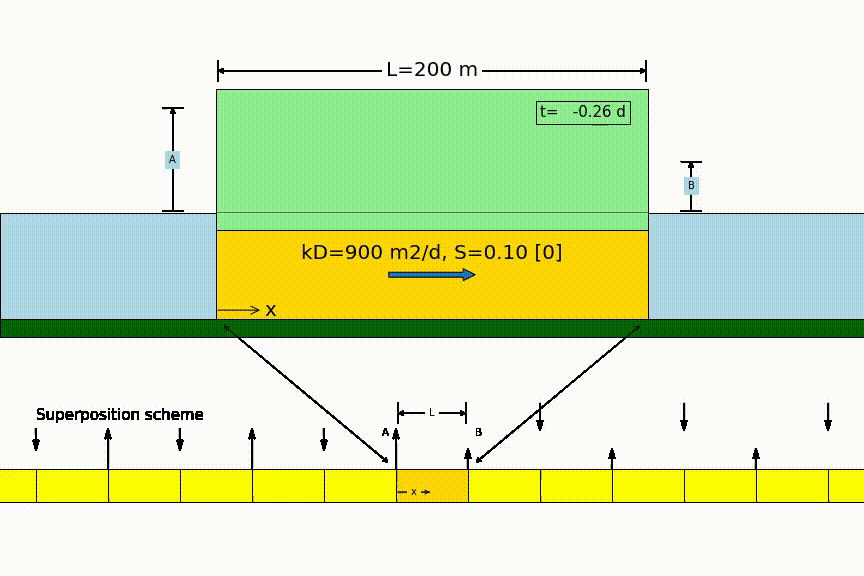 L=200 m
t= -0.26 d
A
B
kD=900 m2/d, S=0.10 [0]
x
L
Superposition scheme
A
B
x